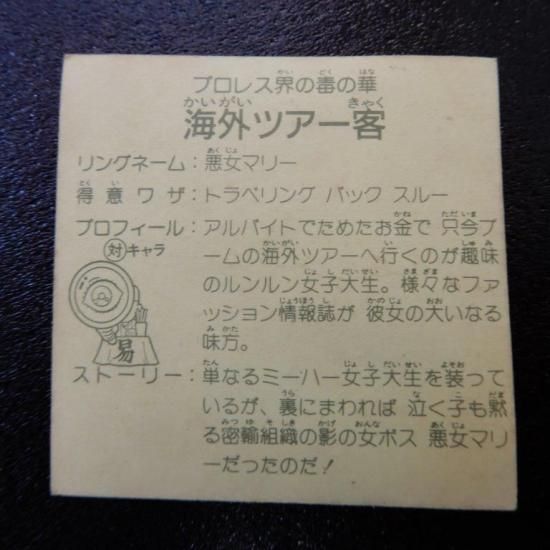 プロレス界の毒の華
海外ツアー客
リングネーム：悪女マリー
得意ワザ：トラベリング バック スルー
プロフィール：アルバイトでためたお金で 只今ブ
ームの海外ツアーへ行くのが趣味
のルンルン女子大生。様々なファ
ッション情報誌が 彼女の大いなる
味方。
対キャラ
易
ストーリー：単なるミーハー女子大生を装って
いるが、裏にまわれば 泣く子も黙
る密輸組織の影の女ボス 悪女マリ
ーだったのだ！